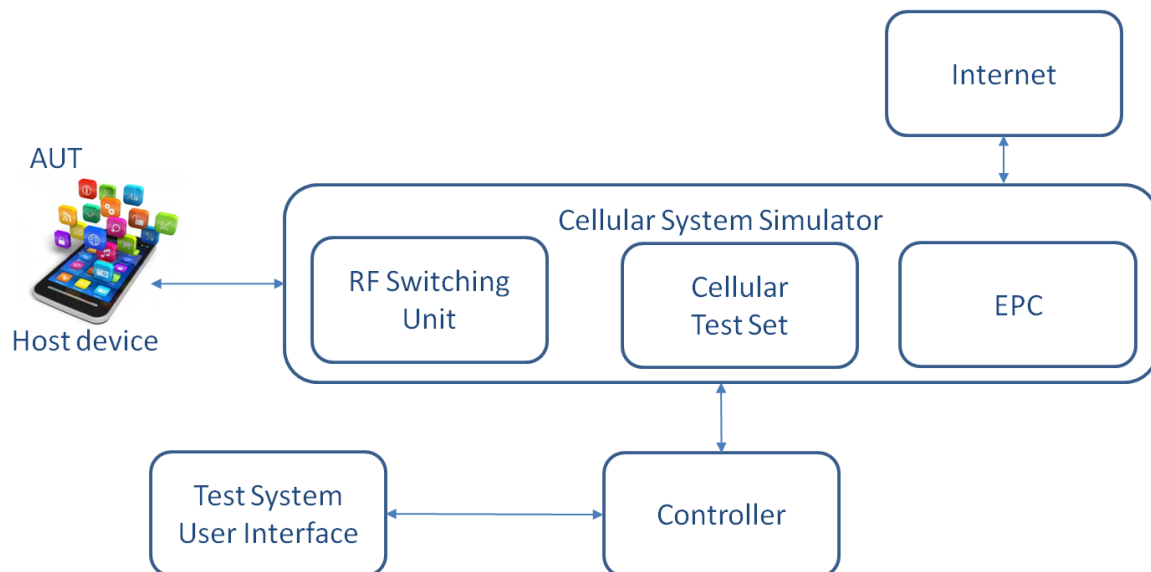 Internet
AUT
Cellular System Simulator
RF Switching
Unit
Cellular
Test Set
EPC
Host device
Test System
User Interface
Controller